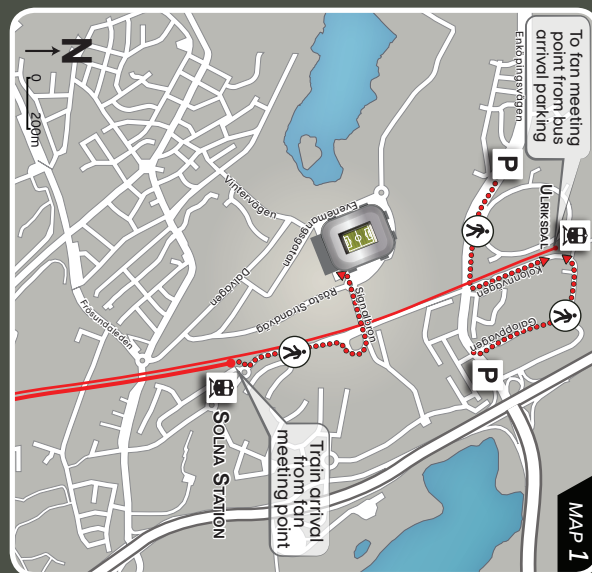 MAP 1
To fan meeting
point from bus
arrival parking
Enköpingsvägen
P
ULRIKSDAL
Kolonnvägen
Galoppvägen
P
Evenemangsgatan
Signalbron
Råsta Strandväg
Dalvägen
Vintervägen
Frösundaleden
Train arrival
from fan
meeting point
SOLNA STATION
N
0
200m